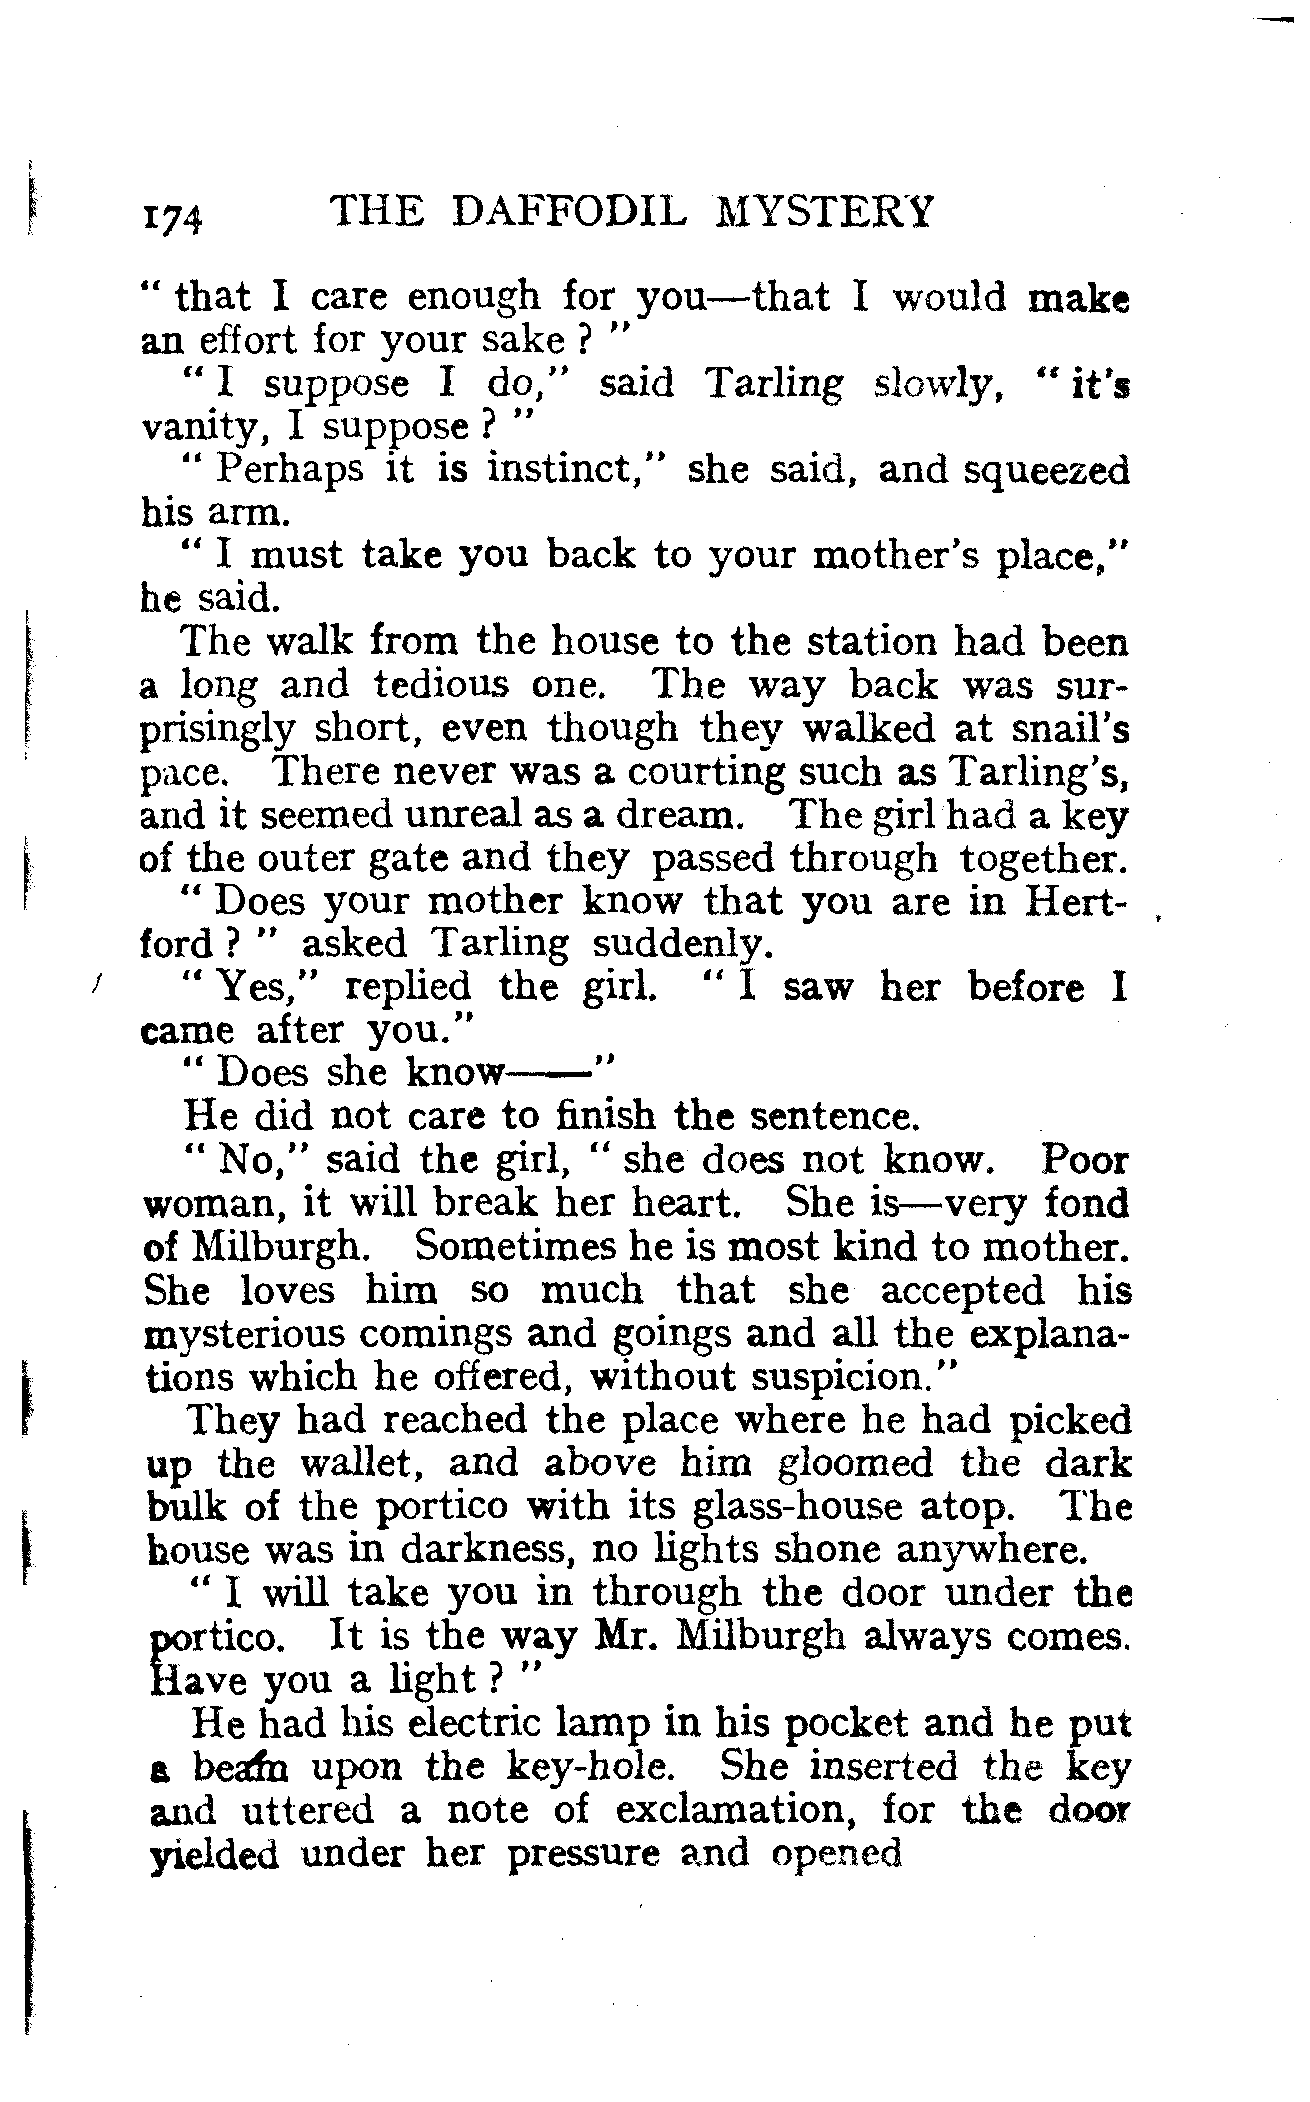 174 THE DAFFODIL MYSTERY
“ that I care enough for you—that I would make
an effort for your sake ? ”
“ I suppose I do,” said Tarling slowly, “ it’s
vanity, I suppose ? ”
“ Perhaps it is instinct,” she said, and squeezed
his arm.
“ I must take you back to your mother’s place,”
he said.
The walk from the house to the station had been
a long and tedious one. The way back was sur-
prisingly short, even though they walked at snail’s
pace. There never was a courting such as Tarling’s,
and it seemed unreal as a dream. The girl had a key
of the outer gate and they passed through together.
“ Does your mother know that you are in Hert-
ford ? ” asked Tarling suddenly.
“ Yes,” replied the girl. “ I saw her before I
came after you.”
“ Does she know——”
He did not care to finish the sentence.
“ No,” said the girl, “ she does not know. Poor
woman, it will break her heart. She is—very fond
of Milburgh. Sometimes he is most kind to mother.
She loves him so much that she accepted his
mysterious comings and goings and all the explana-
tions which he offered, without suspicion.”
They had reached the place where he had picked
up the wallet, and above him gloomed the dark
bulk of the portico with its glass-house atop. The
house was in darkness, no lights shone anywhere.
“ I will take you in through the door under the
portico. It is the way Mr. Milburgh always comes.
Have you a light ? ”
He had his electric lamp in his pocket and he put
a beam upon the key-hole. She inserted the key
and uttered a note of exclamation, for the door
yielded under her pressure and opened